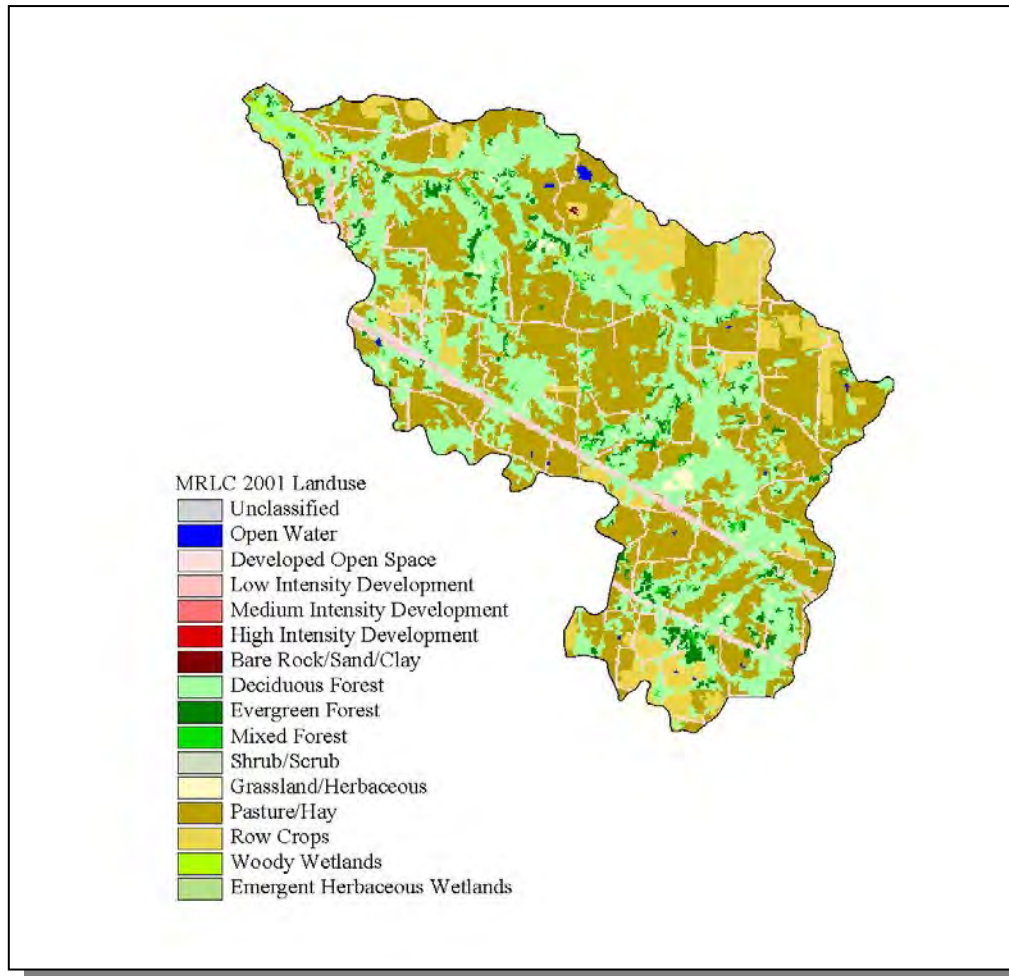 MRLC 2001 Landuse
Unclassified
Open Water
Developed Open Space
Low Intensity Development
Medium Intensity Development
High Intensity Development
Bare Rock/Sand/Clay
Deciduous Forest
Evergreen Forest
Mixed Forest
Shrub/Scrub
Grassland/Herbaceous
Pasture/Hay
Row Crops
Woody Wetlands
Emergent Herbaceous Wetlands